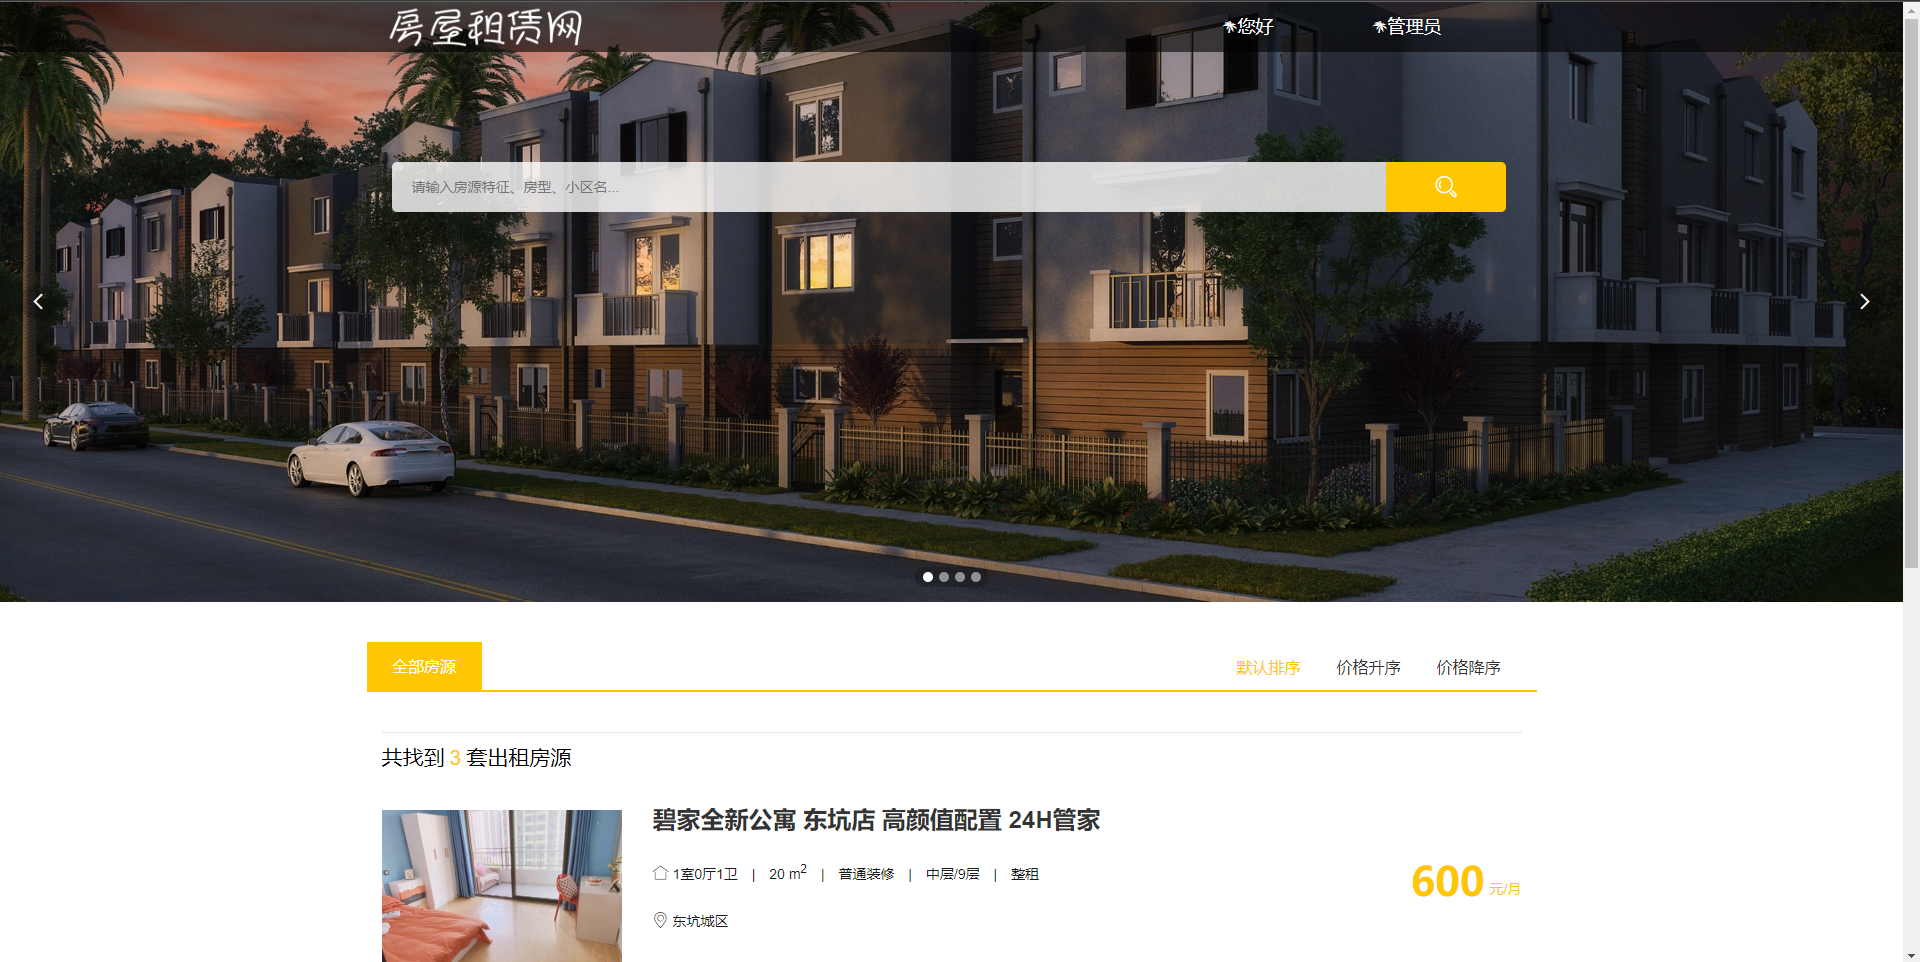 房屋租赁网
您好
管理员
请输入房源特征、房型、小区名...
全部房源
默认排序
价格升序
价格降序
共找到 3 套出租房源
碧家全新公寓 东坑店 高颜值配置 24H管家
1室0厅1卫 | 20 m² | 普通装修 | 中层/9层 | 整租
600 元/月
东坑城区